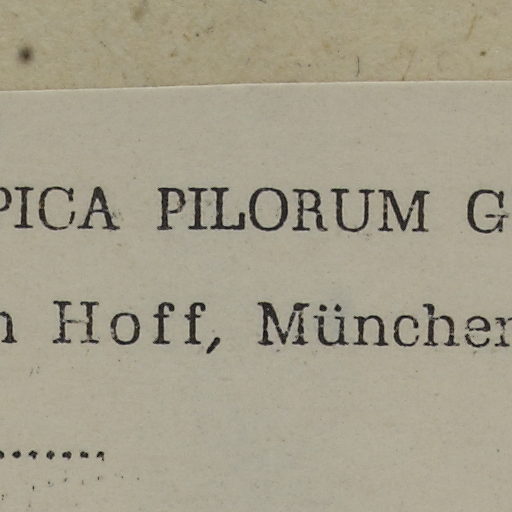 PICA PILORUM G
n Hoff, München
........